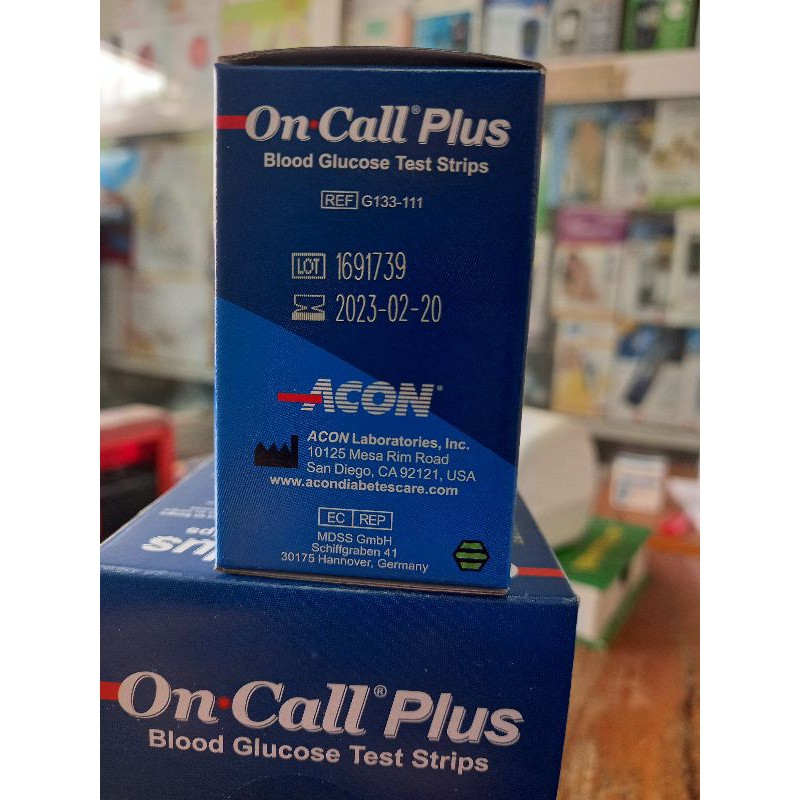 On•Call® Plus
Blood Glucose Test Strips
REF G133-111
LOT 1691739
2023-02-20
ACON®
ACON Laboratories, Inc.
10125 Mesa Rim Road
San Diego, CA 92121, USA
www.acondiabetescare.com
EC REP
MDSS GmbH
Schiffgraben 41
30175 Hannover, Germany
On•Call® Plus
Blood Glucose Test Strips